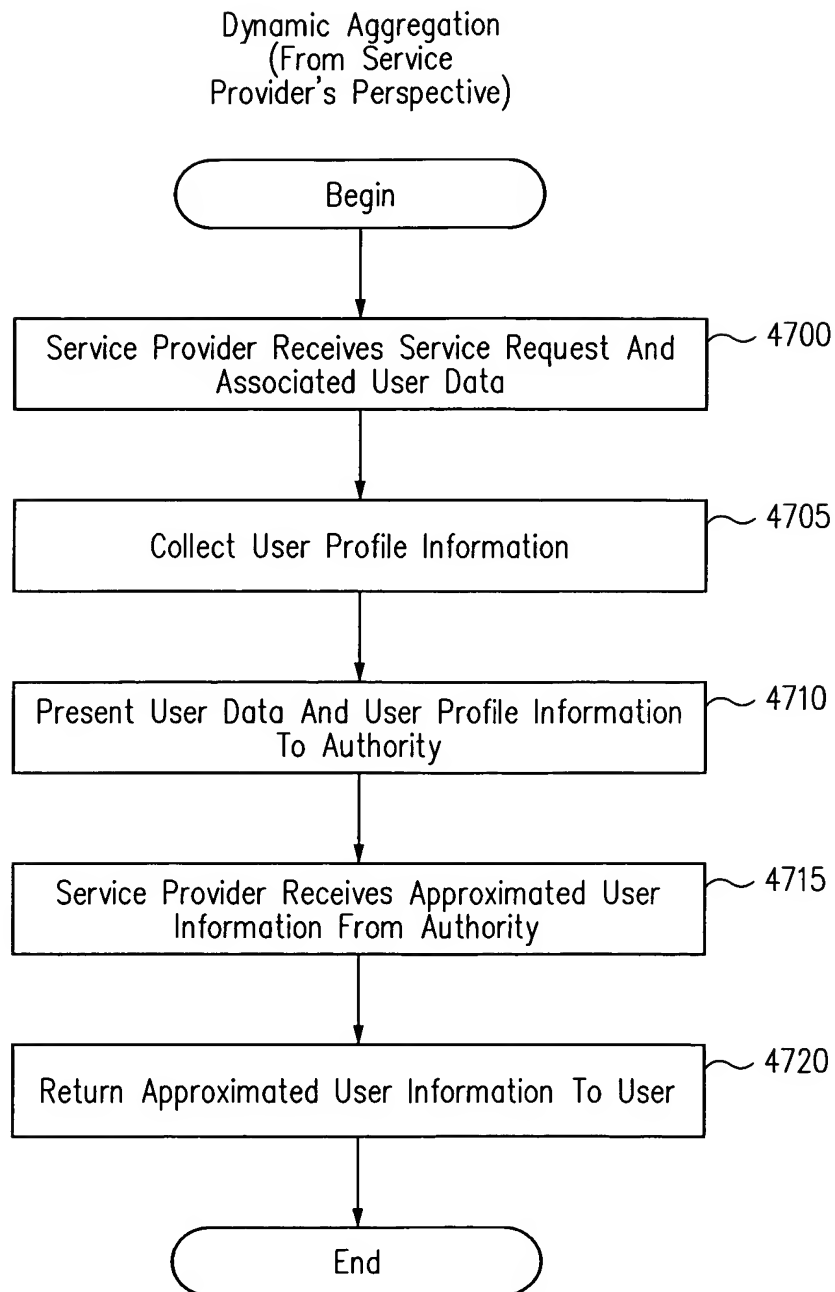 Dynamic Aggregation
(From Service
Provider's Perspective)
Begin
Service Provider Receives Service Request And
Associated User Data
4700
Collect User Profile Information
4705
Present User Data And User Profile Information
To Authority
4710
Service Provider Receives Approximated User
Information From Authority
4715
Return Approximated User Information To User
4720
End